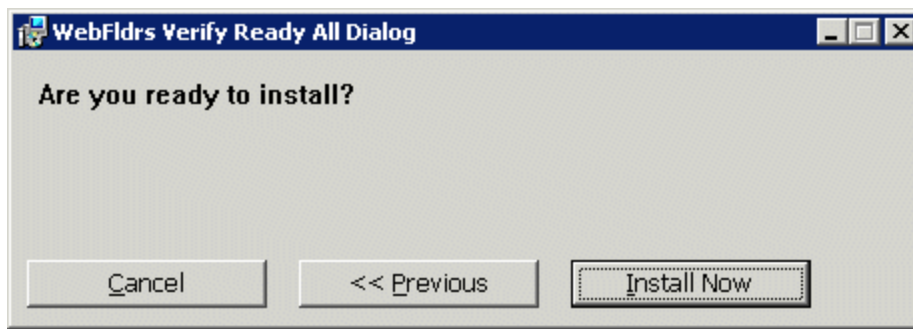 WebFldrs Verify Ready All Dialog
Are you ready to install?
Cancel
<< Previous
Install Now